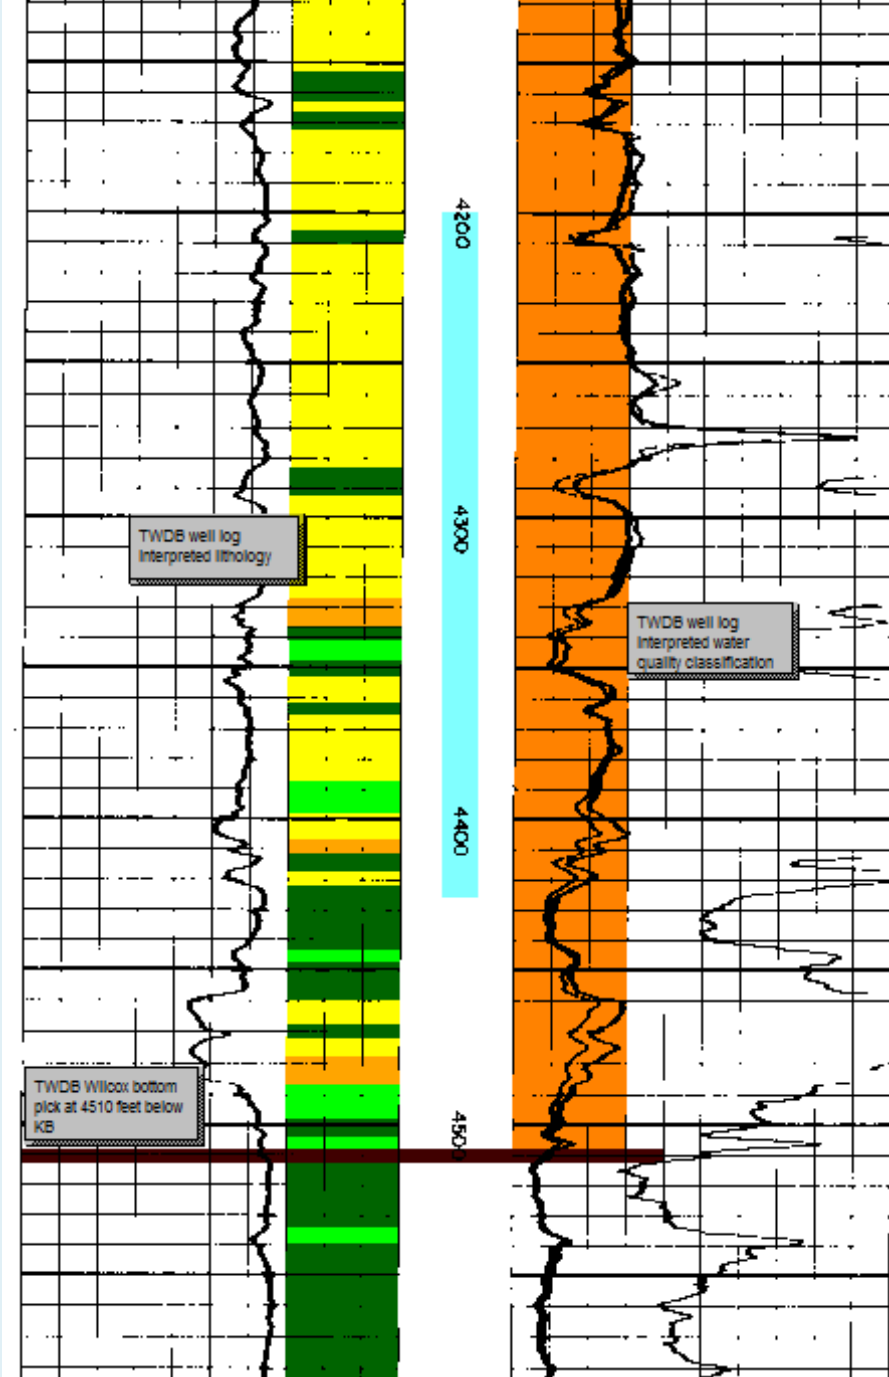 4200
4300
TWDB well log
interpreted lithology
TWDB well log
interpreted water
quality classification
4400
TWDB Wilcox bottom
pick at 4510 feet below
KB
4500